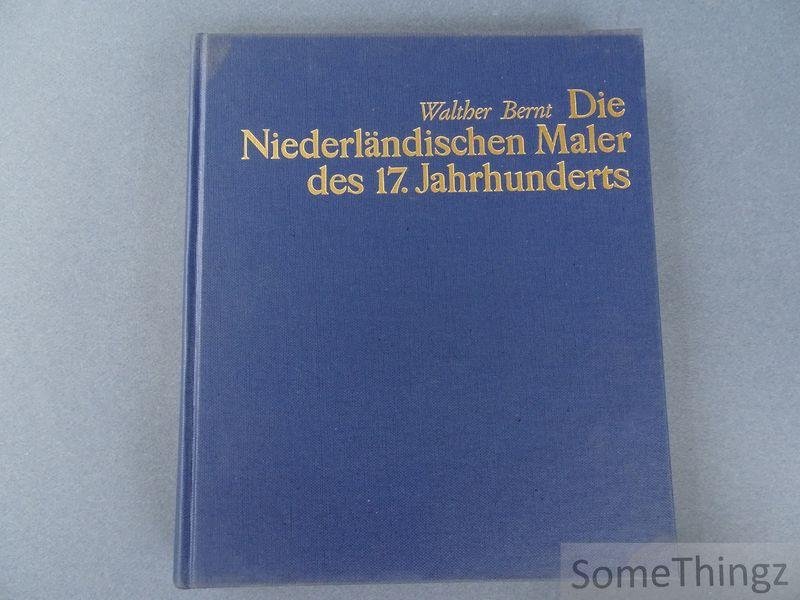 Walther Bernt Die
Niederländischen Maler
des 17. Jahrhunderts
SomeThingz